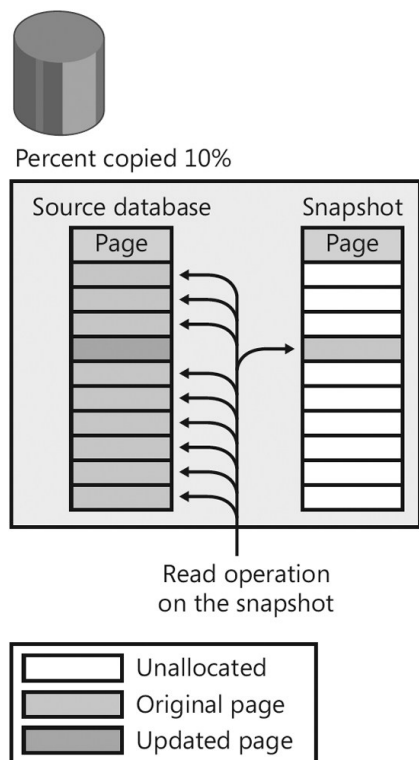 Percent copied 10%
Source database
Snapshot
Page
Page
Read operation
on the snapshot
Unallocated
Original page
Updated page